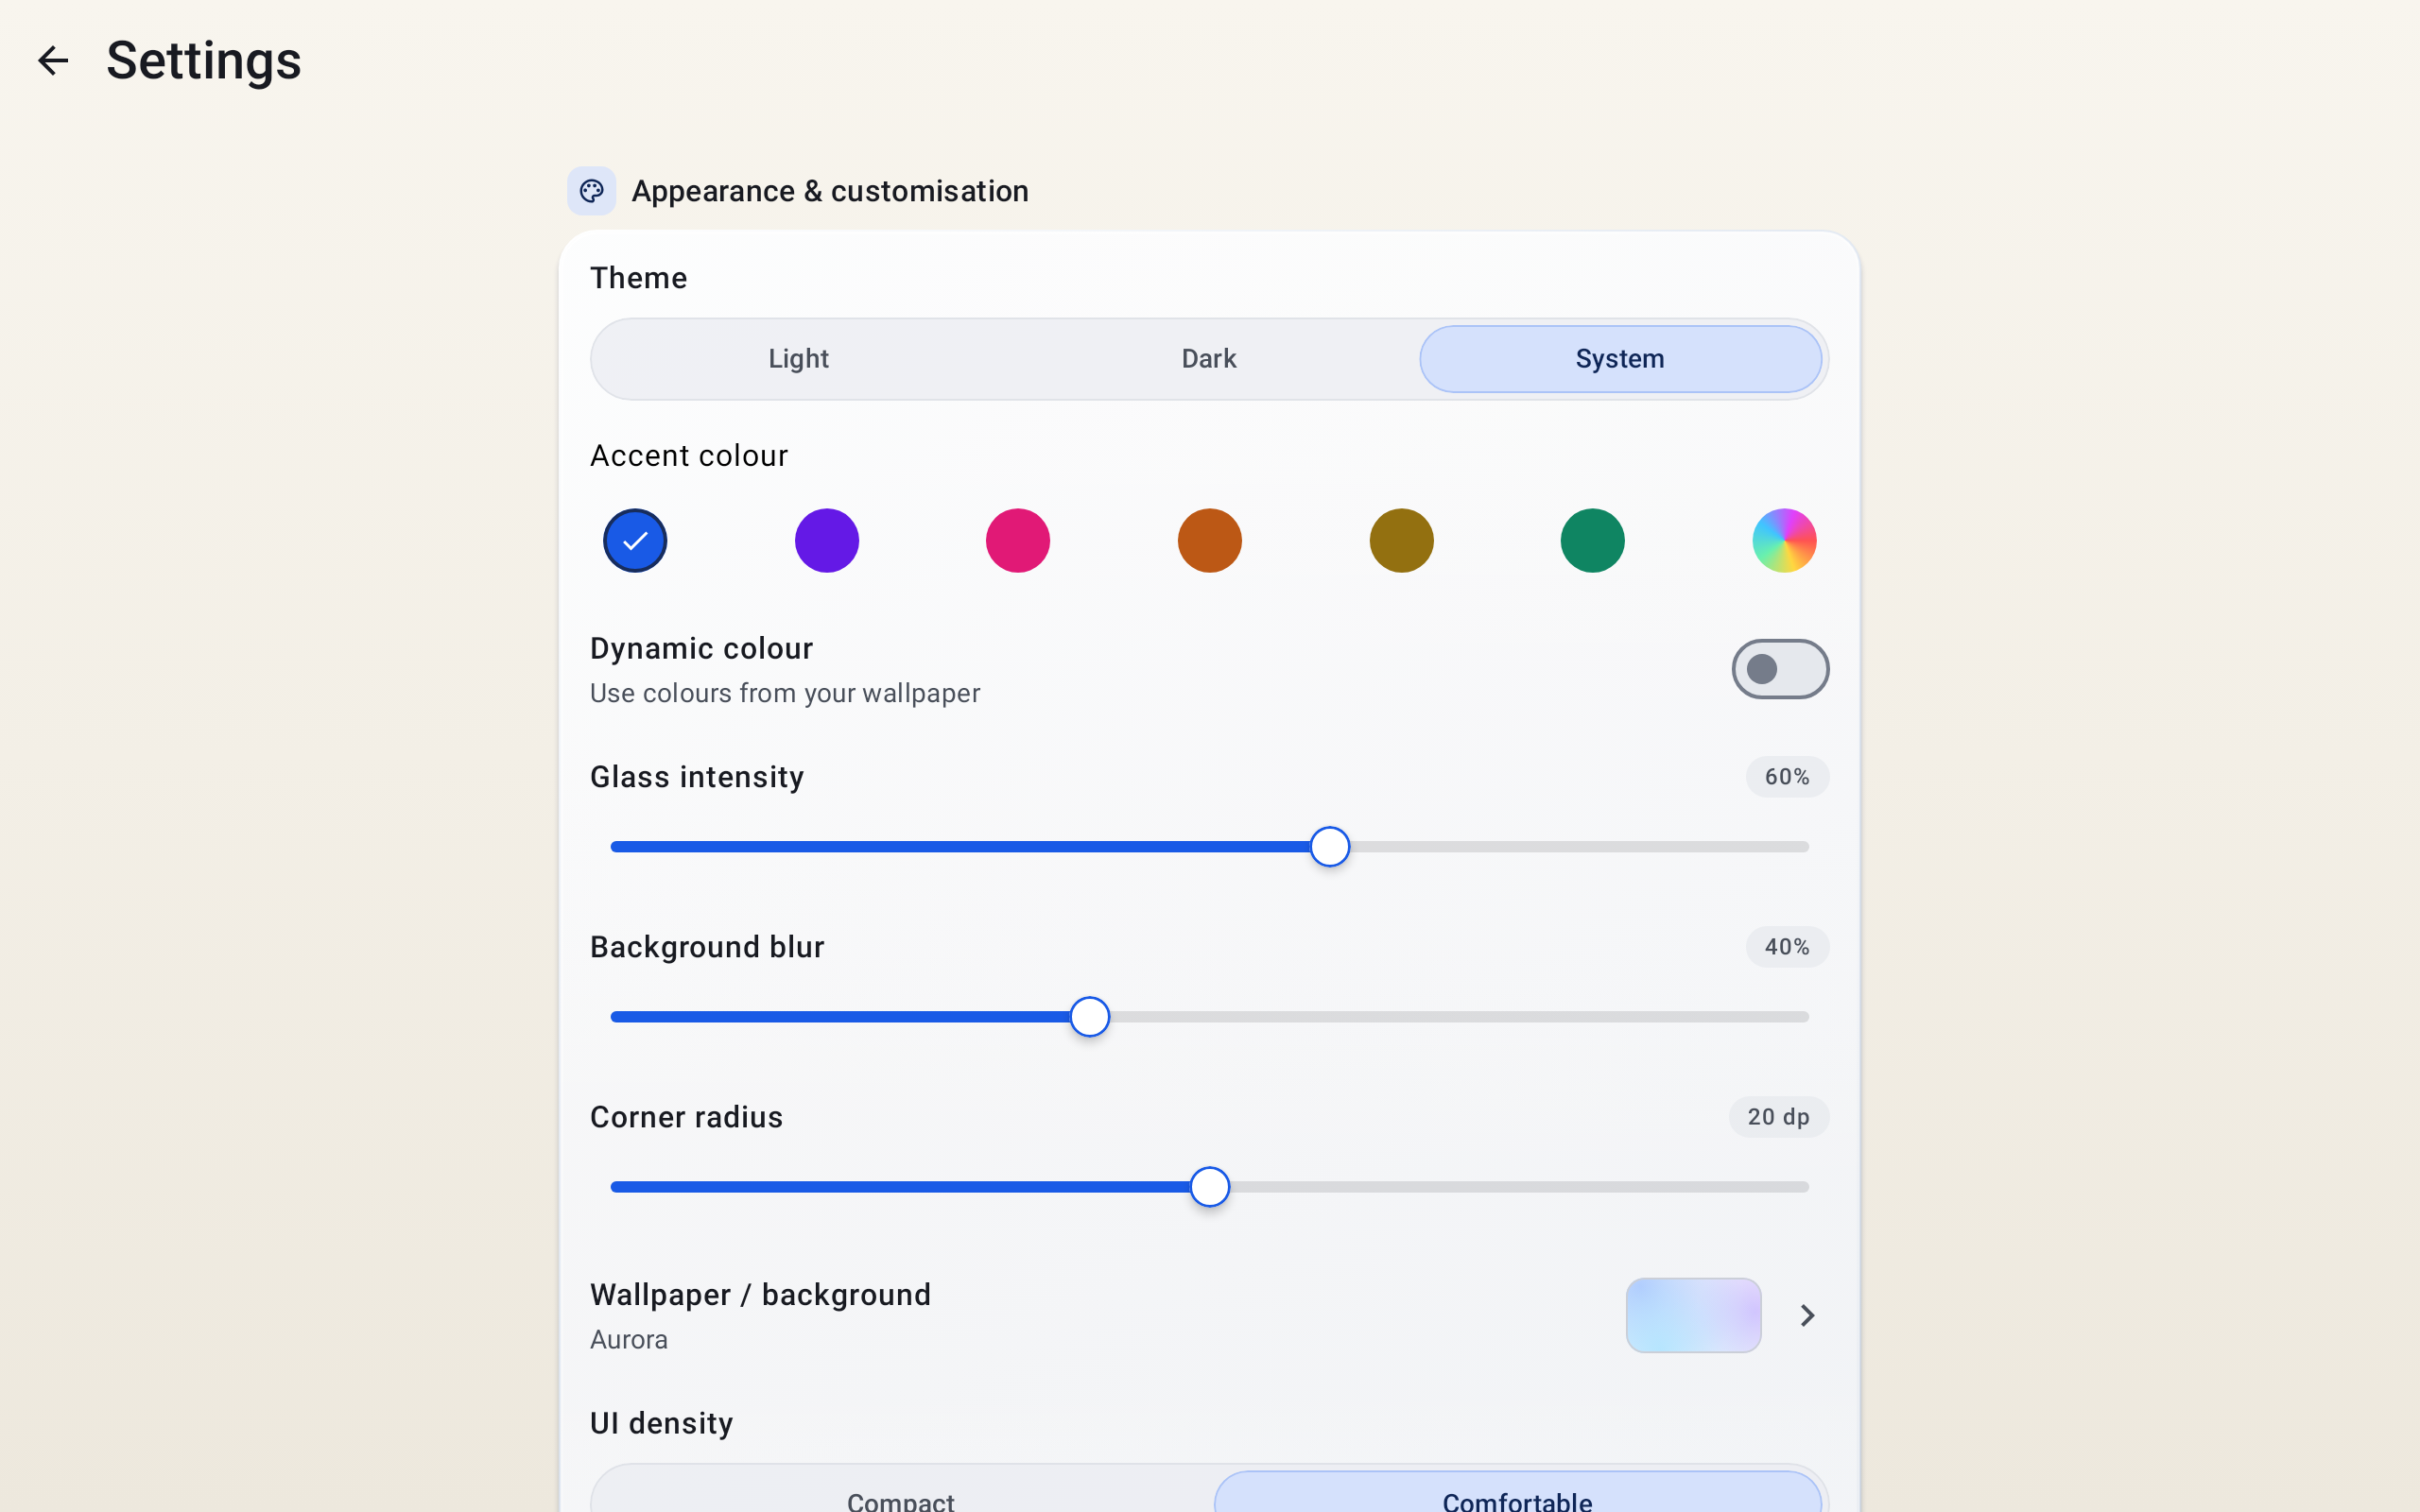 Settings
Appearance & customisation
Theme
Light Dark System
Accent colour
Dynamic colour
Use colours from your wallpaper
Glass intensity 60%
Background blur 40%
Corner radius 20 dp
Wallpaper / background
Aurora
UI density
Compact Comfortable